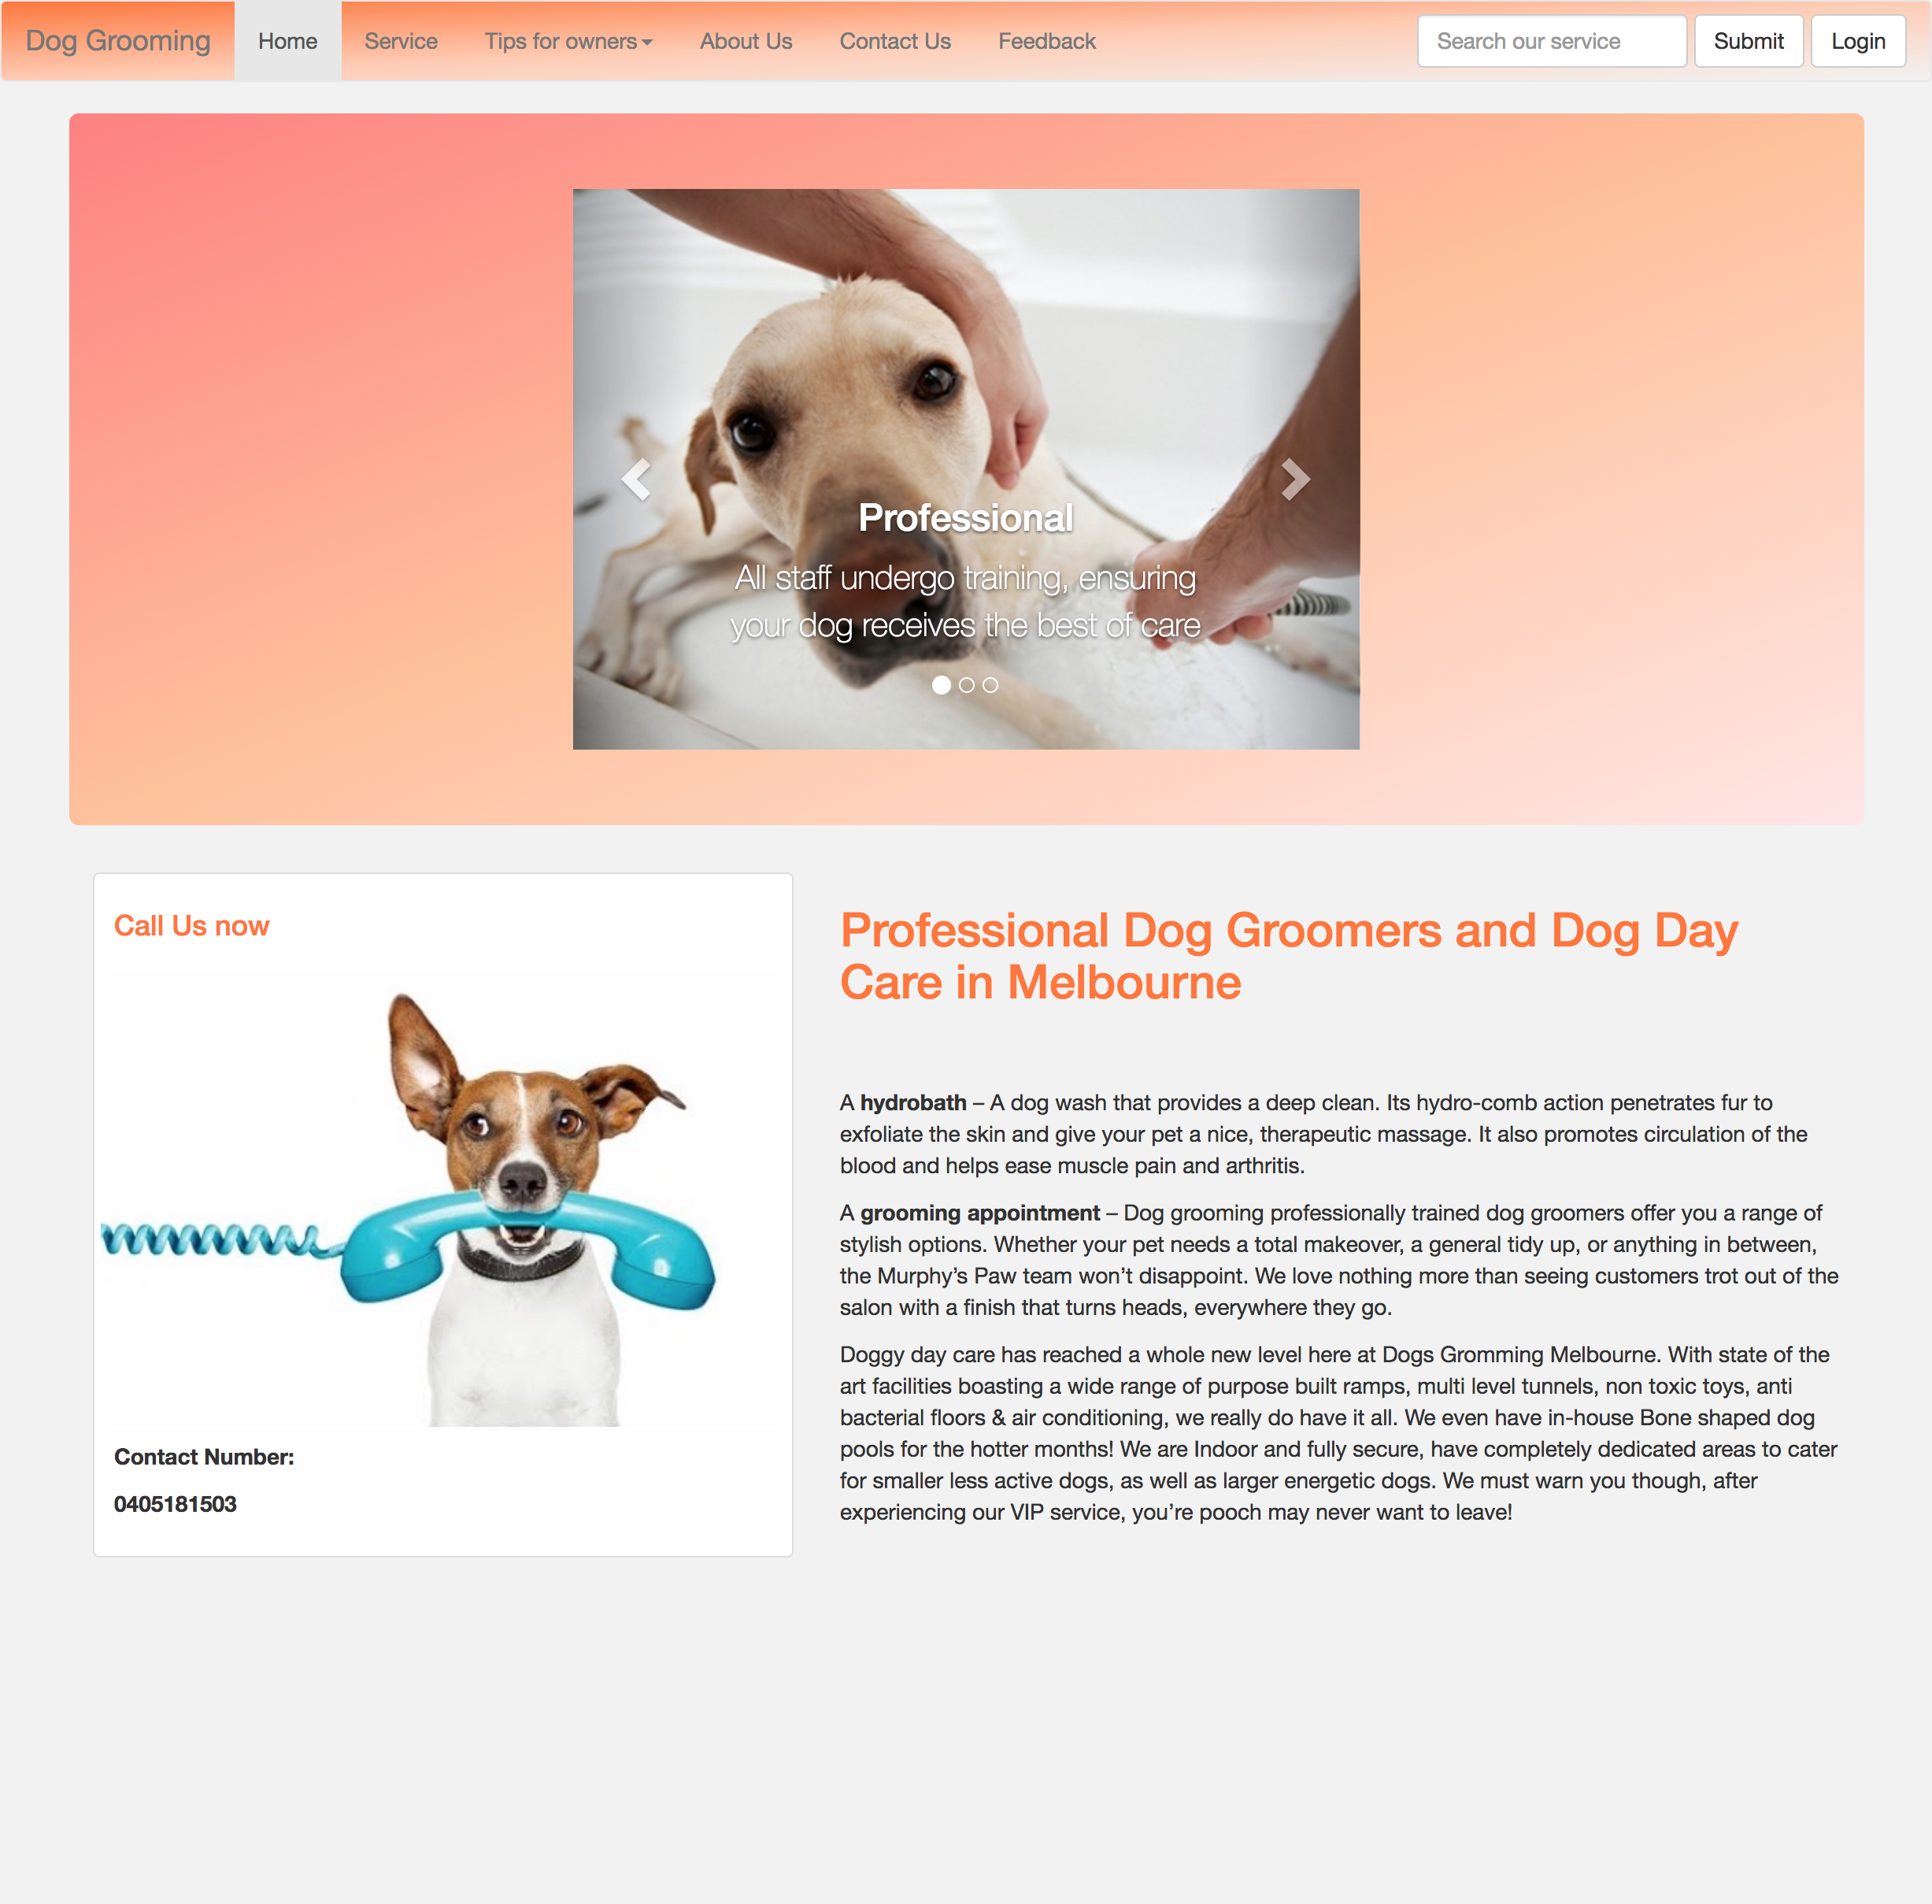 Dog Grooming Home Service Tips for owners About Us Contact Us Feedback Search our service Submit Login
Professional
All staff undergo training, ensuring
your dog receives the best of care
Call Us now
Contact Number:
0405181503
Professional Dog Groomers and Dog Day
Care in Melbourne
A hydrobath – A dog wash that provides a deep clean. Its hydro-comb action penetrates fur to
exfoliate the skin and give your pet a nice, therapeutic massage. It also promotes circulation of the
blood and helps ease muscle pain and arthritis.
A grooming appointment – Dog grooming professionally trained dog groomers offer you a range of
stylish options. Whether your pet needs a total makeover, a general tidy up, or anything in between,
the Murphy’s Paw team won’t disappoint. We love nothing more than seeing customers trot out of the
salon with a finish that turns heads, everywhere they go.
Doggy day care has reached a whole new level here at Dogs Gromming Melbourne. With state of the
art facilities boasting a wide range of purpose built ramps, multi level tunnels, non toxic toys, anti
bacterial floors & air conditioning, we really do have it all. We even have in-house Bone shaped dog
pools for the hotter months! We are Indoor and fully secure, have completely dedicated areas to cater
for smaller less active dogs, as well as larger energetic dogs. We must warn you though, after
experiencing our VIP service, you’re pooch may never want to leave!